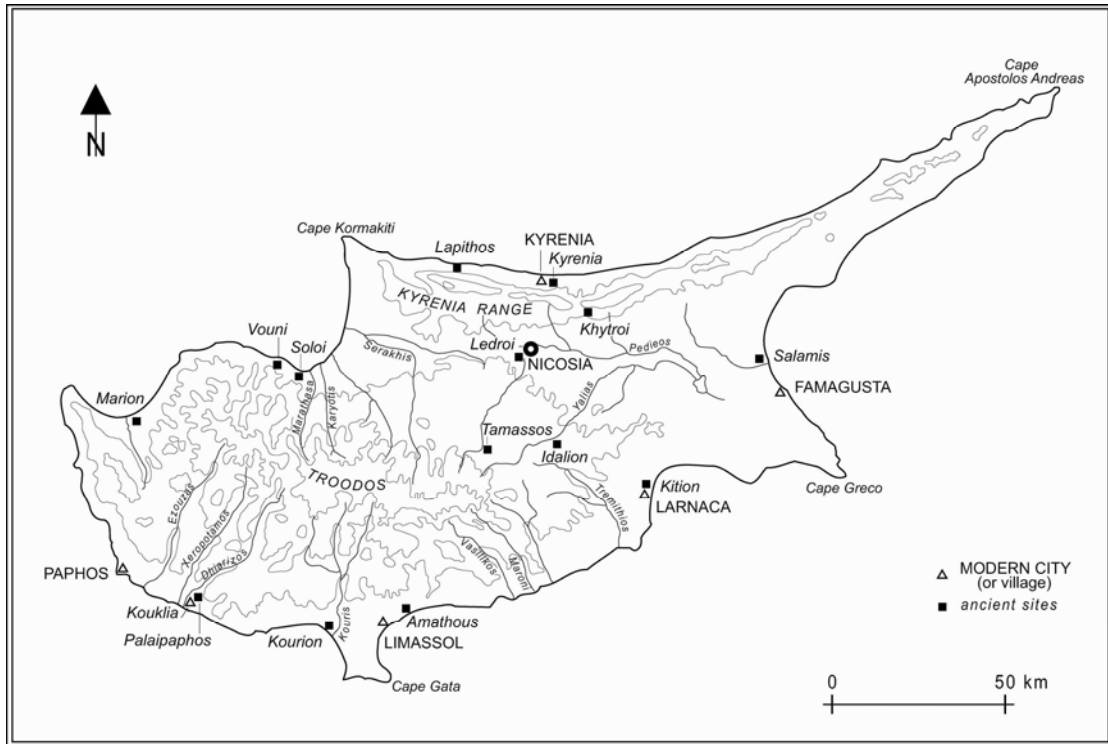 Cape
Apostolos Andreas
N
Cape Kormakiti
Lapithos
KYRENIA
Kyrenia
KYRENIA RANGE
Khytroi
Vouni
Soloi
Serakhis
Ledroi
NICOSIA
Pedieos
Salamis
FAMAGUSTA
Marion
Marathasa
Karyotis
Yalias
Tamassos
Idalion
TROODOS
Cape Greco
Kition
LARNACA
Tremithios
Ezouzas
Xeropotamos
Dhiarizos
Vasilikos
Maroni
PAPHOS
Kouklia
Palaipaphos
Kourion
Kouris
Amathous
LIMASSOL
Cape Gata
MODERN CITY
(or village)
ancient sites
0 50 km